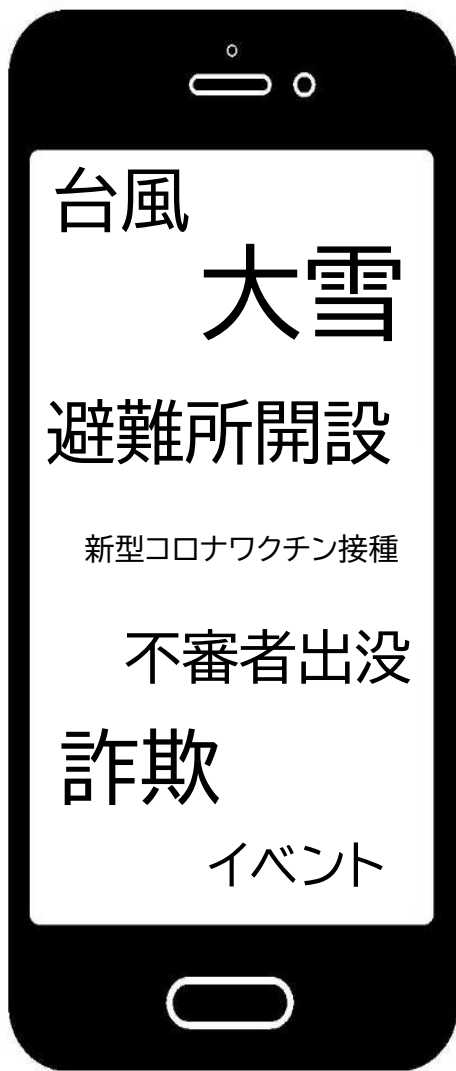 台風
大雪
避難所開設
新型コロナワクチン接種
不審者出没
詐欺
イベント